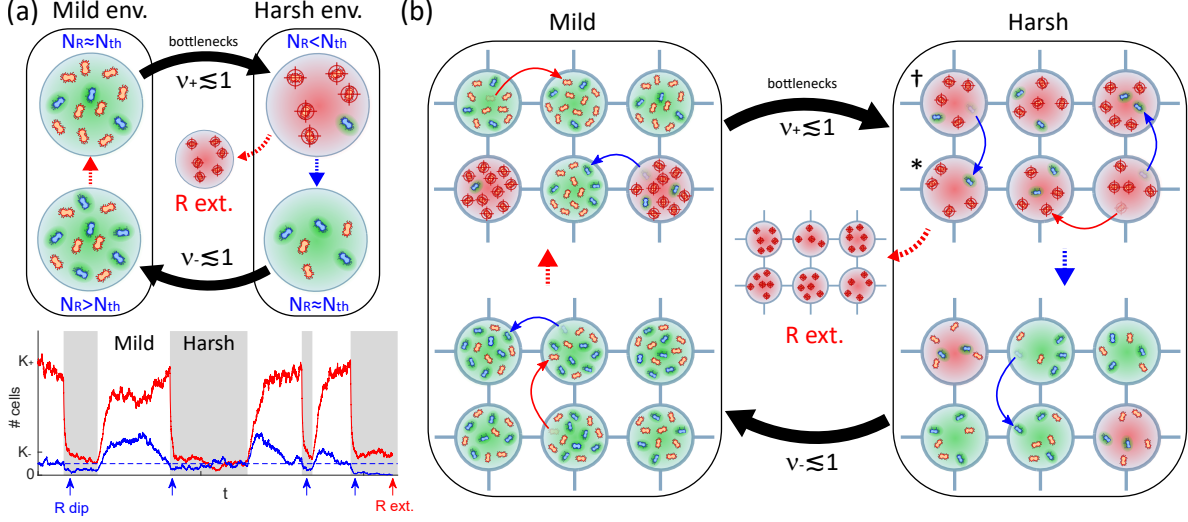 (a)
Mild env.
Harsh env.
NR≈Nth
bottlenecks
ν+≲1
NR<Nth
R ext.
NR>Nth
ν-≲1
NR≈Nth
K+
Mild
Harsh
# cells
K-
0
t
R dip
R ext.
(b)
Mild
Harsh
bottlenecks
ν+≲1
†
*
R ext.
ν-≲1